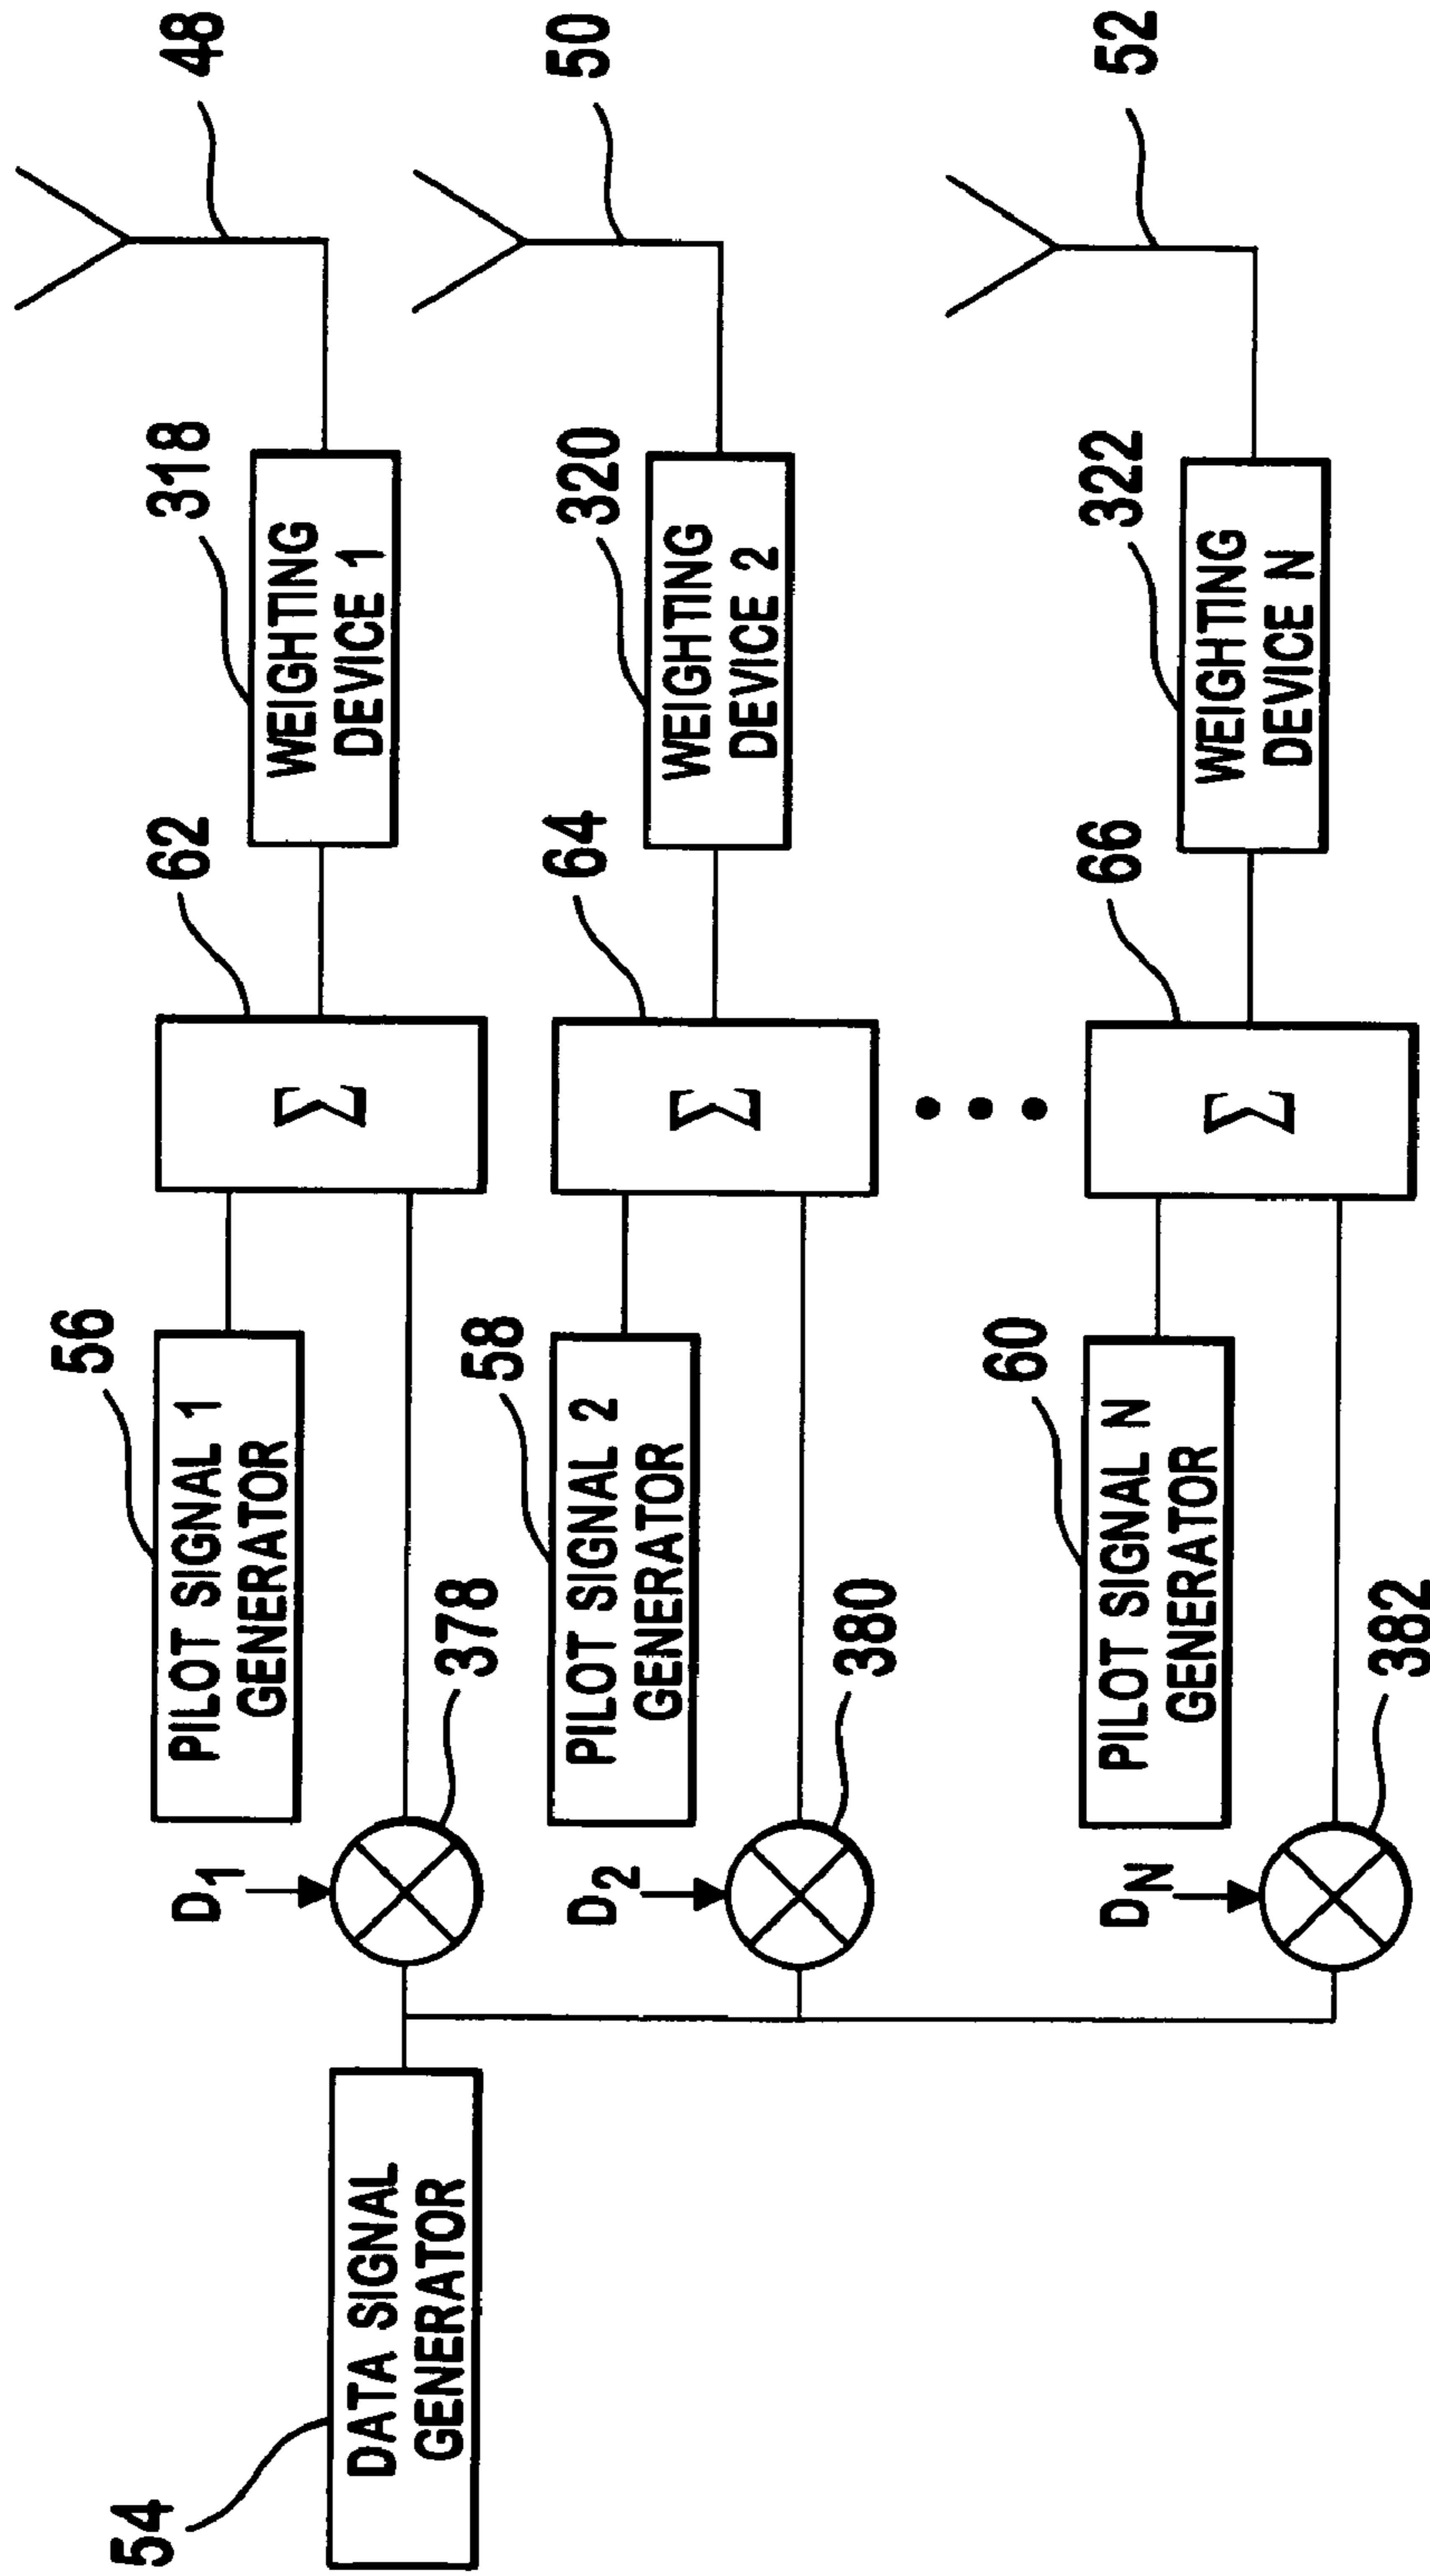 48
50
52
318
320
322
WEIGHTING
DEVICE 1
WEIGHTING
DEVICE 2
WEIGHTING
DEVICE N
62
64
66
Σ
Σ
Σ
56
58
60
PILOT SIGNAL 1
GENERATOR
PILOT SIGNAL 2
GENERATOR
PILOT SIGNAL N
GENERATOR
378
380
382
D1
D2
DN
54
DATA SIGNAL
GENERATOR